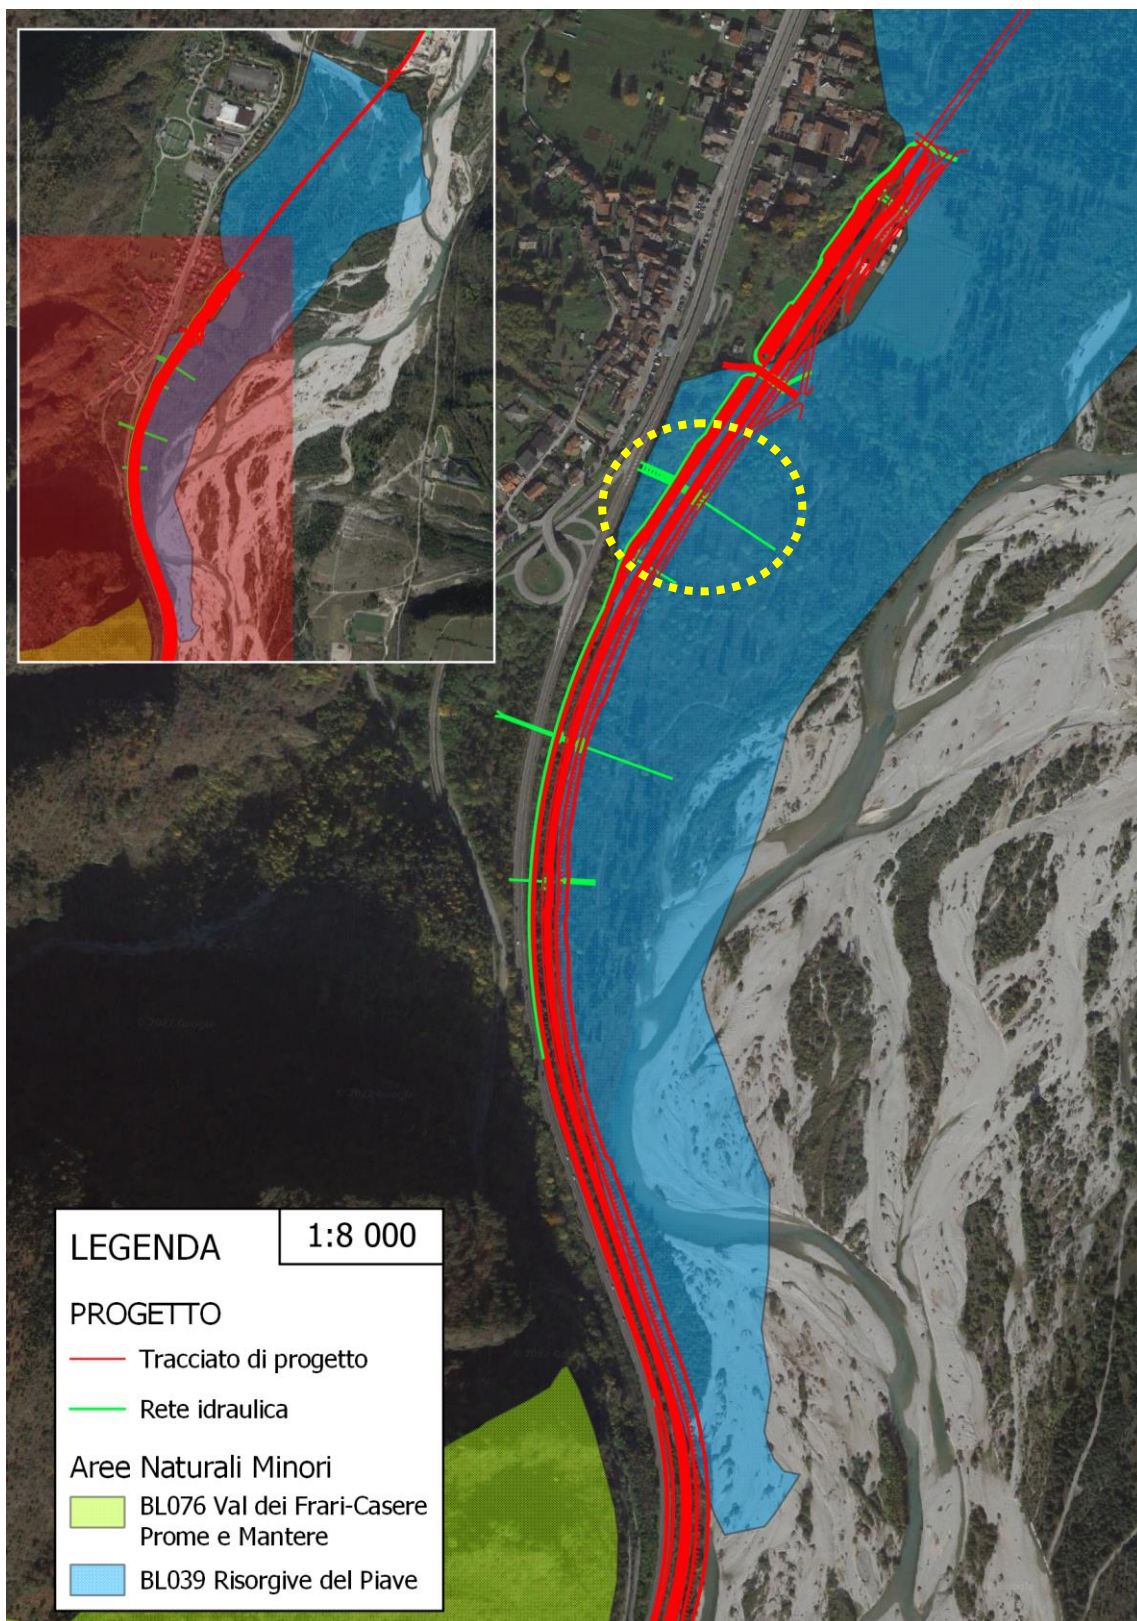 LEGENDA
1:8 000
PROGETTO
Tracciato di progetto
Rete idraulica
Aree Naturali Minori
BL076 Val dei Frari-Casere
Prome e Mantere
BL039 Risorgive del Piave